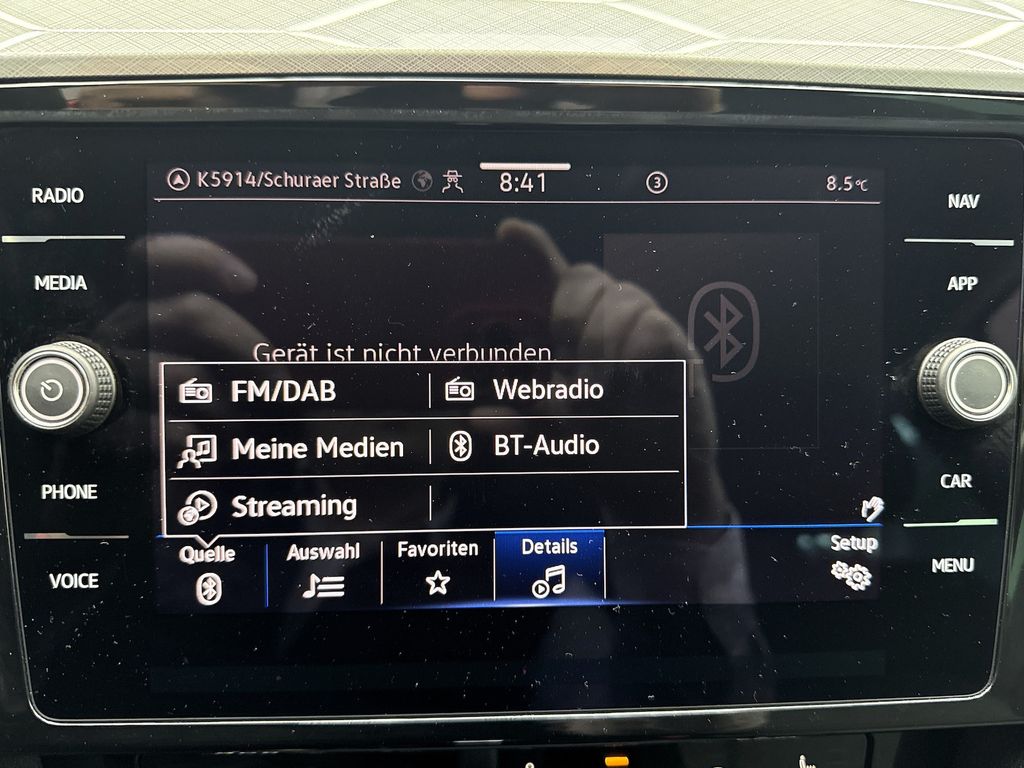 RADIO
MEDIA
PHONE
VOICE
K5914/Schuraer Straße
8:41
3
8.5°C
Gerät ist nicht verbunden.
FM/DAB
Webradio
Meine Medien
BT-Audio
Streaming
Quelle
Auswahl
Favoriten
Details
Setup
NAV
APP
CAR
MENU